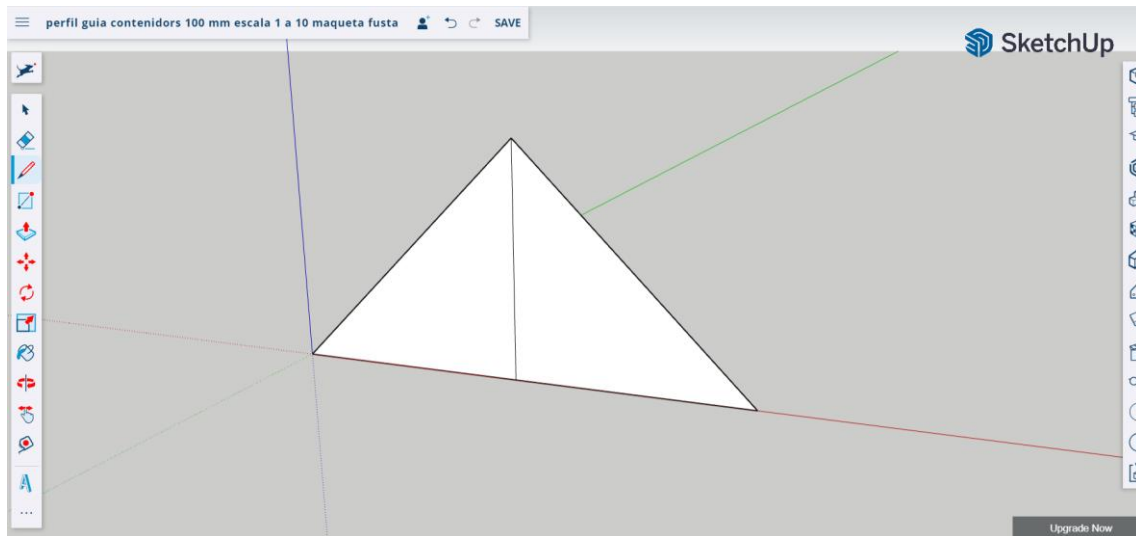 perfil guia contenidors 100 mm escala 1 a 10 maqueta fusta SAVE
SketchUp
Upgrade Now